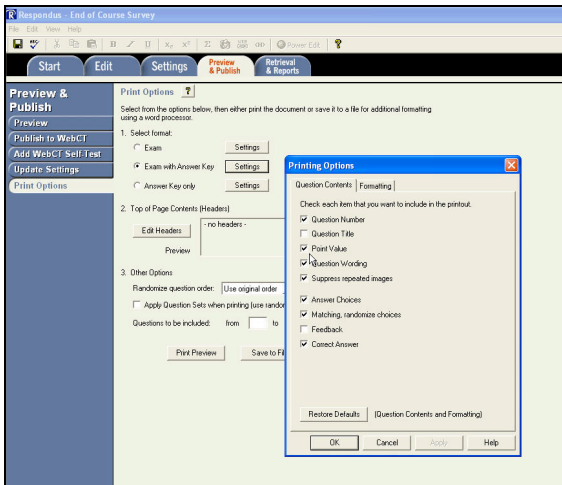 Respondus - End of Course Survey
File Edit View Help
B I U x₂ x² Σ Power Edit ?
Start Edit Settings Preview & Publish Retrieval & Reports
Preview & Publish
Preview
Publish to WebCT
Add WebCT Self-Test
Update Settings
Print Options
Print Options ?
Select from the options below, then either print the document or save it to a file for additional formatting
using a word processor.
1. Select format:
Exam Settings
Exam with Answer Key Settings
Answer Key only Settings
2. Top of Page Contents (Headers)
Edit Headers
- no headers -
Preview
3. Other Options
Randomize question order: Use original order
Apply Question Sets when printing (use random
Questions to be included: from to
Print Preview Save to Fil
Printing Options
Question Contents Formatting
Check each item that you want to include in the printout.
Question Number
Question Title
Point Value
Question Wording
Suppress repeated images
Answer Choices
Matching, randomize choices
Feedback
Correct Answer
Restore Defaults (Question Contents and Formatting)
OK Cancel Apply Help